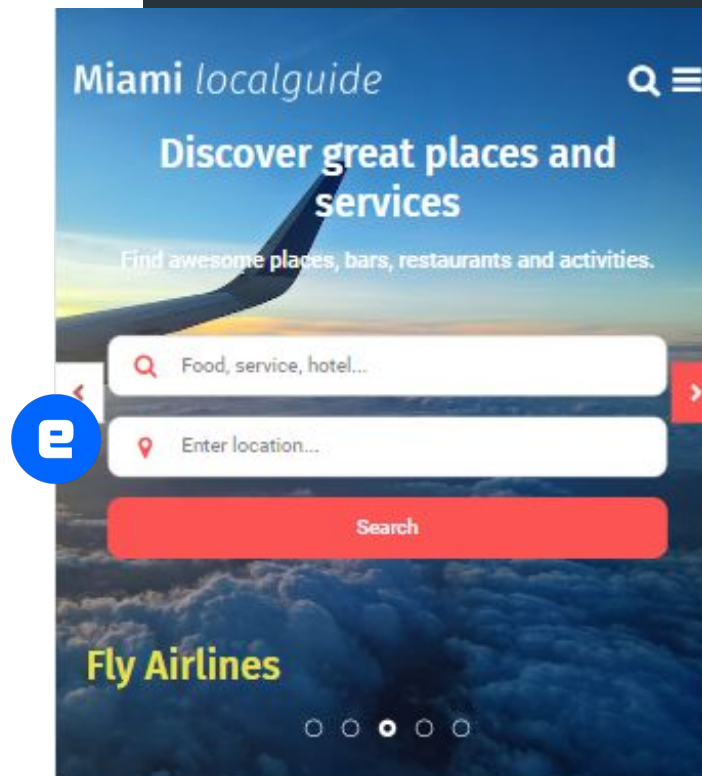 Miami localguide
Discover great places and
services
Find awesome places, bars, restaurants and activities.
Food, service, hotel...
e
Enter location...
Search
Fly Airlines